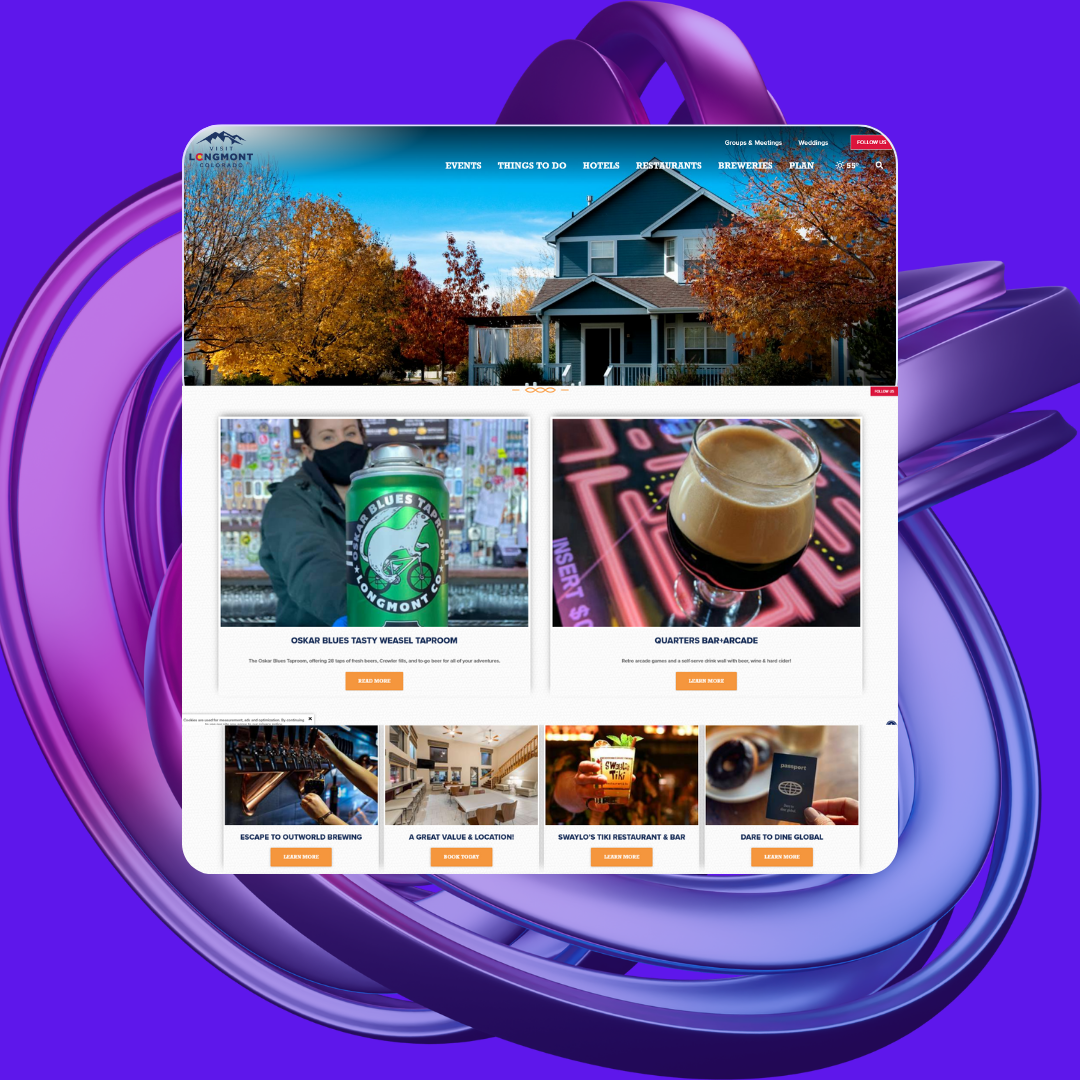 VISIT
LONGMONT
COLORADO
Groups & Meetings Weddings FOLLOW US
EVENTS THINGS TO DO HOTELS RESTAURANTS BREWERIES PLAN 55°
FOLLOW US
OSKAR BLUES TAPROOM
LONGMONT CO
INSERT
OSKAR BLUES TASTY WEASEL TAPROOM
The Oskar Blues Taproom, offering 28 taps of fresh beers, Crowler fills, and to-go beer for all of your adventures.
READ MORE
QUARTERS BAR+ARCADE
Retro arcade games and a self-serve drink wall with beer, wine & hard cider!
LEARN MORE
Cookies are used for measurement, ads and optimization. By continuing
Swaylo's
Tiki
passport
ESCAPE TO OUTWORLD BREWING
LEARN MORE
A GREAT VALUE & LOCATION!
BOOK TODAY
SWAYLO'S TIKI RESTAURANT & BAR
LEARN MORE
DARE TO DINE GLOBAL
LEARN MORE